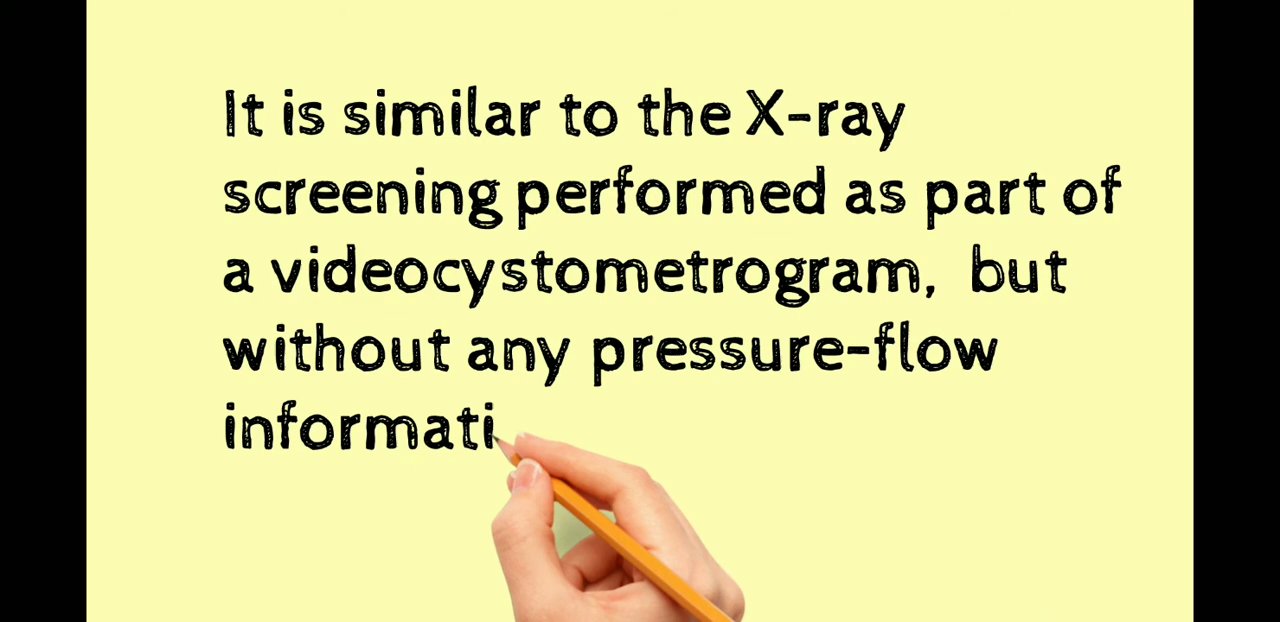 It is similar to the X-ray
screening performed as part of
a videocystometrogram, but
without any pressure-flow
informati